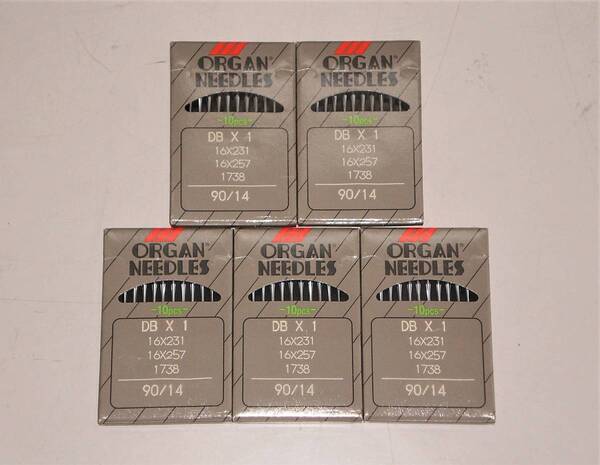 ORGAN®
NEEDLES
-10pcs-
DB X 1
16X231
16X257
1738
90/14
ORGAN®
NEEDLES
-10pcs-
DB X 1
16X231
16X257
1738
90/14
ORGAN®
NEEDLES
-10pcs-
DB X 1
16X231
16X257
1738
90/14
ORGAN®
NEEDLES
-10pcs-
DB X 1
16X231
16X257
1738
90/14
ORGAN®
NEEDLES
-10pcs-
DB X 1
16X231
16X257
1738
90/14